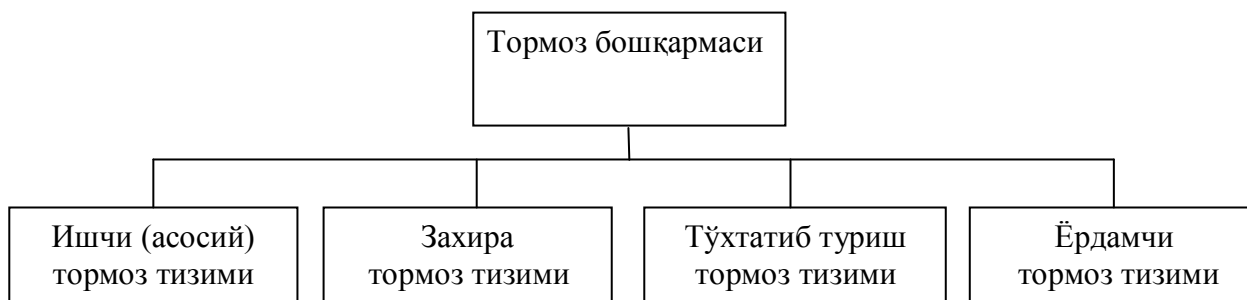 Тормоз бошқармаси
Ишчи (асосий)
тормоз тизими
Захира
тормоз тизими
Тўхтатиб туриш
тормоз тизими
Ёрдамчи
тормоз тизими